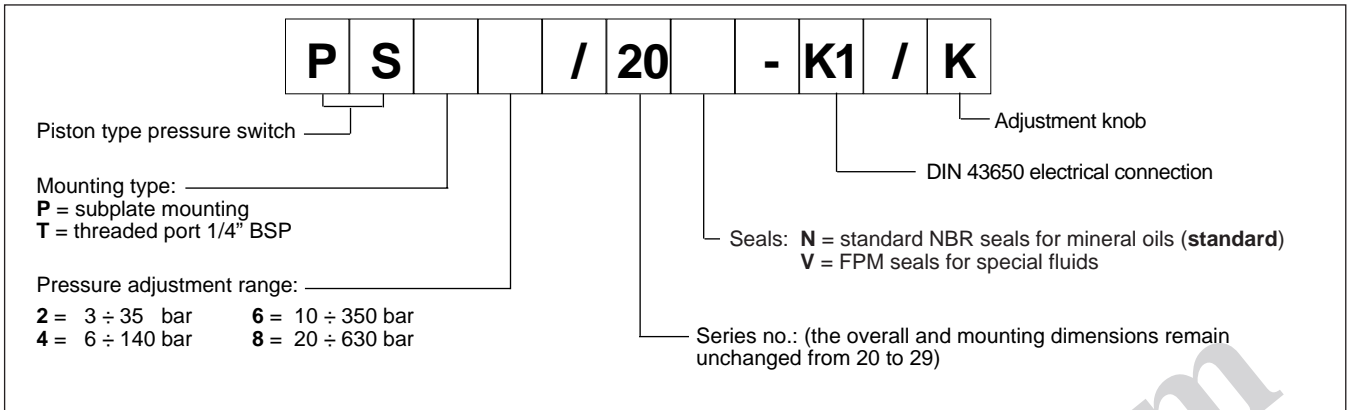 P S / 20 - K1 / K
Piston type pressure switch
Adjustment knob
DIN 43650 electrical connection
Mounting type:
P = subplate mounting
T = threaded port 1/4” BSP
Seals: N = standard NBR seals for mineral oils (standard)
V = FPM seals for special fluids
Pressure adjustment range:
2 = 3 ÷ 35 bar 6 = 10 ÷ 350 bar
4 = 6 ÷ 140 bar 8 = 20 ÷ 630 bar
Series no.: (the overall and mounting dimensions remain
unchanged from 20 to 29)
m